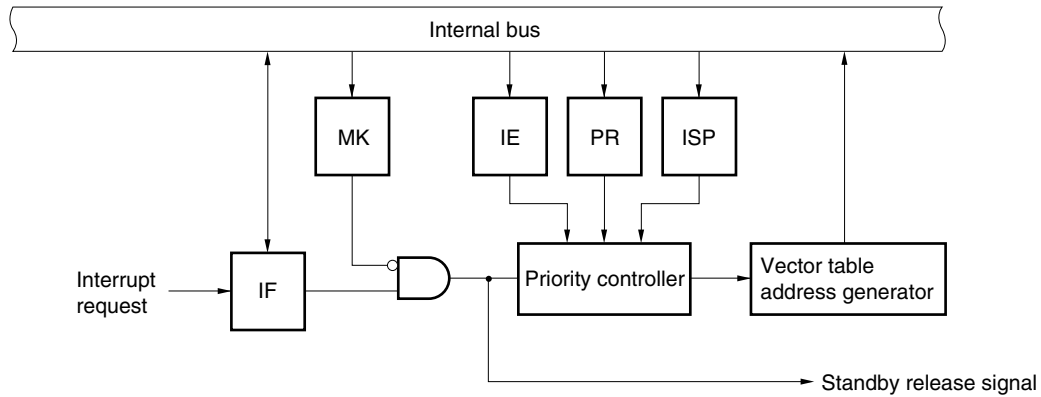 Internal bus
MK
IE
PR
ISP
Interrupt
request
IF
Priority controller
Vector table
address generator
Standby release signal